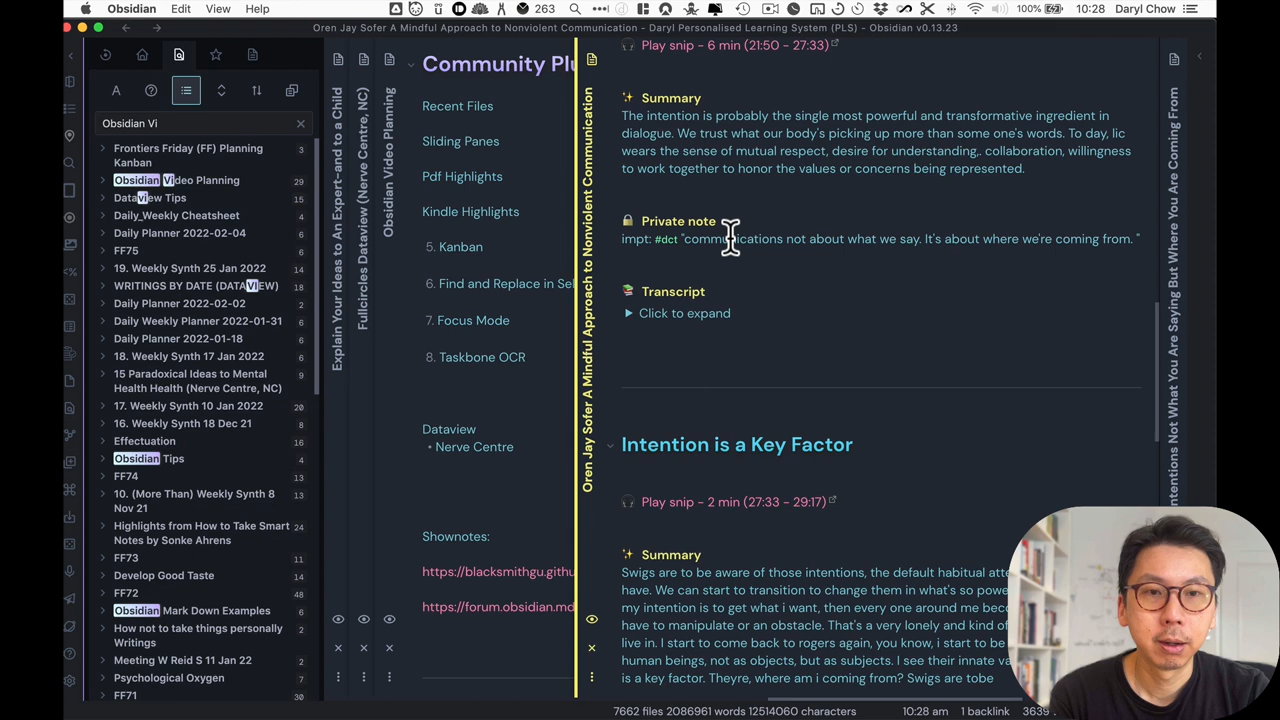 Obsidian Edit View Help 263 100% 10:28 Daryl Chow
Oren Jay Sofer A Mindful Approach to Nonviolent Communication - Daryl Personalised Learning System (PLS) - Obsidian v0.13.23
Obsidian Vi
Frontiers Friday (FF) Planning
Kanban
3
Obsidian Video Planning 29
DataView Tips 15
Daily_Weekly Cheatsheet 4
Daily Planner 2022-02-04 6
FF75 6
19. Weekly Synth 25 Jan 2022 14
WRITINGS BY DATE (DATAVIEW) 18
Daily Planner 2022-02-02 2
Daily Weekly Planner 2022-01-31 6
Daily Planner 2022-01-18 6
18. Weekly Synth 17 Jan 2022 6
15 Paradoxical Ideas to Mental
Health Health (Nerve Centre, NC)
9
17. Weekly Synth 10 Jan 2022 20
16. Weekly Synth 18 Dec 21 8
Effectuation 16
Obsidian Tips 4
FF74 13
10. (More Than) Weekly Synth 8
Nov 21
13
Highlights from How to Take Smart
Notes by Sonke Ahrens
24
FF73 11
Develop Good Taste 14
FF72 48
Obsidian Mark Down Examples 6
How not to take things personally
Writings
2
Meeting W Reid S 11 Jan 22 2
Psychological Oxygen 7
FF71 30
Explain Your Ideas to An Expert-and to a Child
Fullcircles Dataview (Nerve Centre, NC)
Obsidian Video Planning
Community Plu
Recent Files
Sliding Panes
Pdf Highlights
Kindle Highlights
5. Kanban
6. Find and Replace in Sel
7. Focus Mode
8. Taskbone OCR
Dataview
• Nerve Centre
Shownotes:
https://blacksmithgu.githu
https://forum.obsidian.md
Oren Jay Sofer A Mindful Approach to Nonviolent Communication
Play snip - 6 min (21:50 - 27:33)
Summary
The intention is probably the single most powerful and transformative ingredient in
dialogue. We trust what our body's picking up more than some one's words. To day, lic
wears the sense of mutual respect, desire for understanding,. collaboration, willingness
to work together to honor the values or concerns being represented.
Private note
impt: #dct "communications not about what we say. It's about where we're coming from. "
Transcript
Click to expand
Intention is a Key Factor
Play snip - 2 min (27:33 - 29:17)
Summary
Swigs are to be aware of those intentions, the default habitual atte
have. We can start to transition to change them in what's so powe
my intention is to get what i want, then every one around me beco
have to manipulate or an obstacle. That's a very lonely and kind of
live in. I start to come back to rogers again, you know, i start to be
human beings, not as objects, but as subjects. I see their innate va
is a key factor. Theyre, where am i coming from? Swigs are tobe
Intentions Not What You Are Saying But Where You Are Coming From
7662 files 2086961 words 12514060 characters 10:28 am 1 backlink 3639